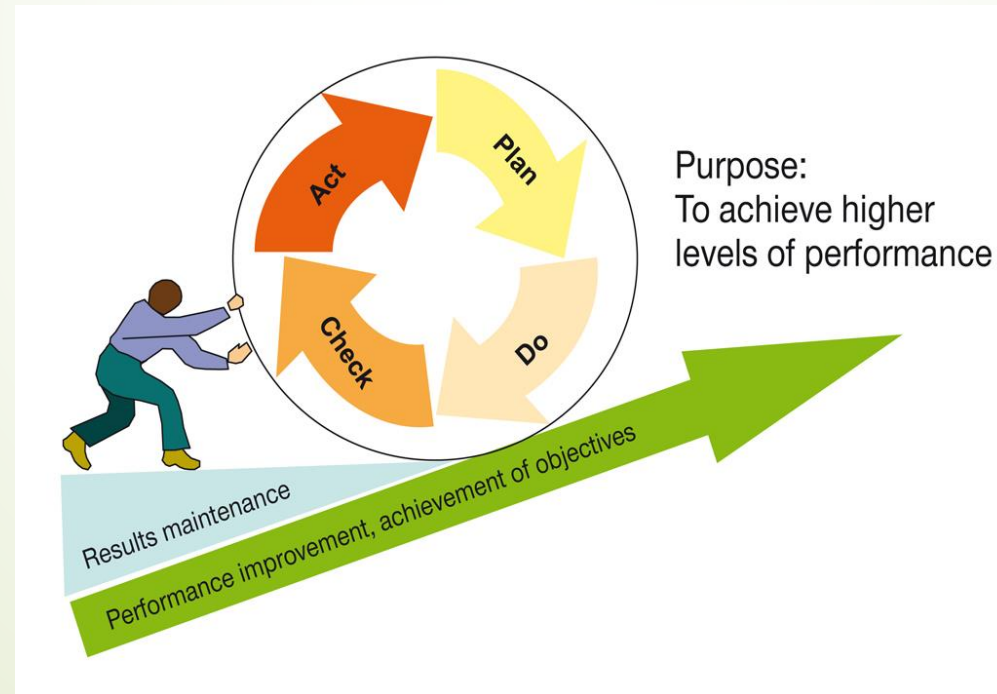 Act
Plan
Check
Do
Purpose:
To achieve higher
levels of performance
Results maintenance
Performance improvement, achievement of objectives